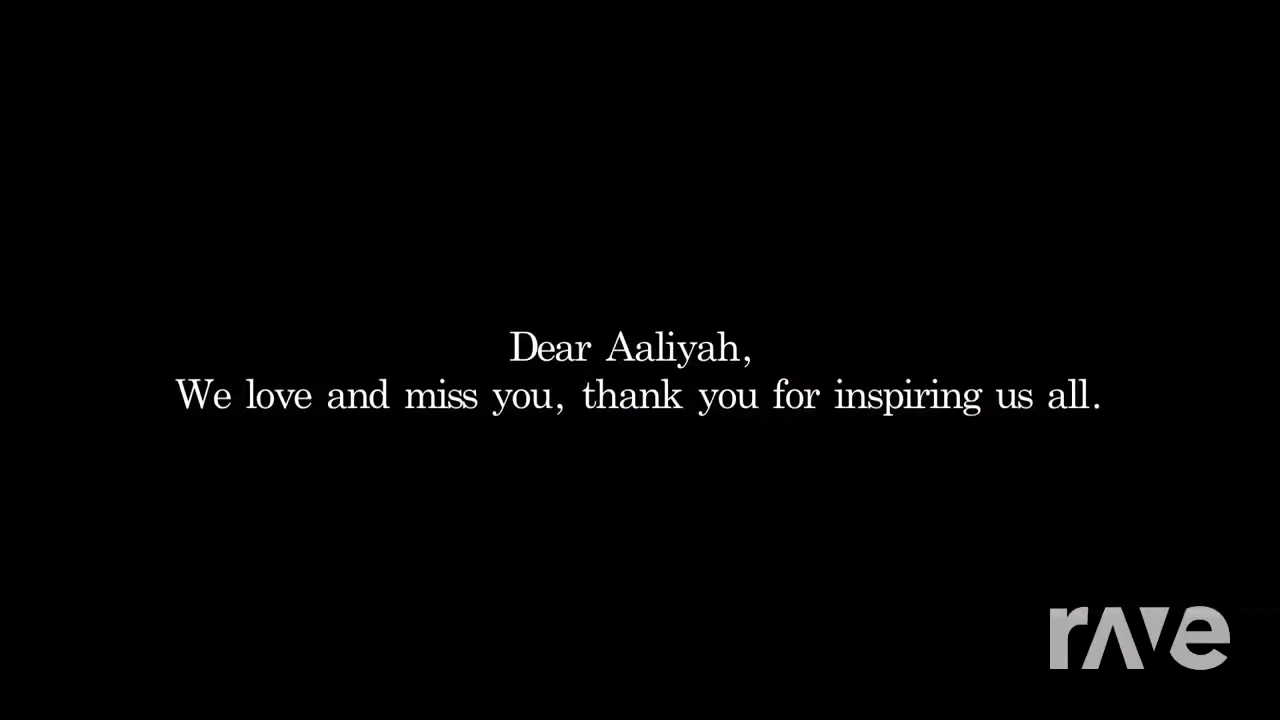 Dear Aaliyah,
We love and miss you, thank you for inspiring us all.
rave